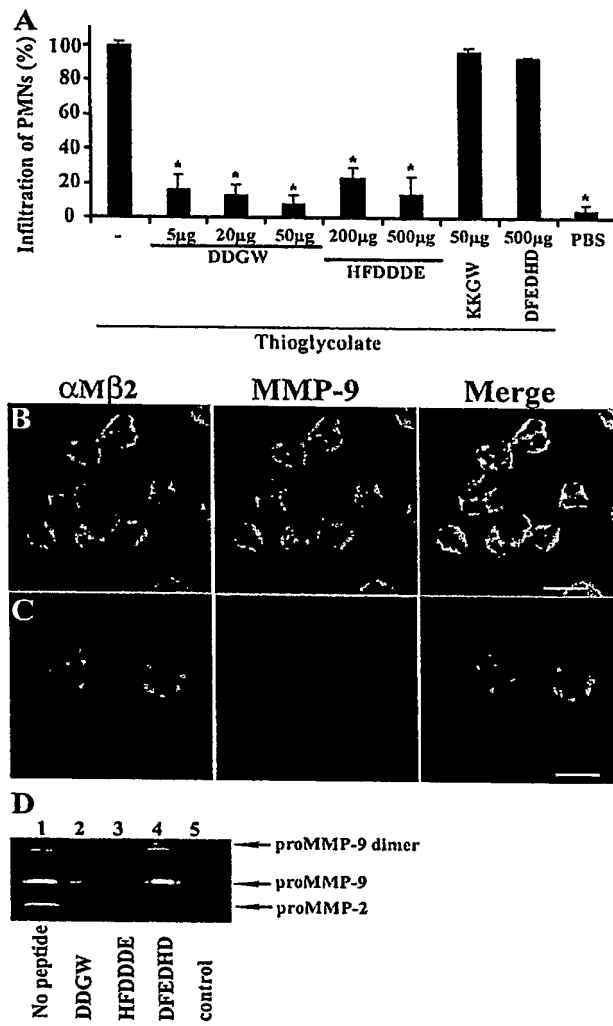 A
Infiltration of PMNs (%)
100
80
60
40
20
0
* * * * * *
- 5µg 20µg 50µg 200µg 500µg 50µg 500µg PBS
DDGW HFDDDE KKGW DFEDHD
Thioglycolate
αMβ2 MMP-9 Merge
B
C
D
1 2 3 4 5
proMMP-9 dimer
proMMP-9
proMMP-2
No peptide
DDGW
HFDDDE
DFEDHD
control